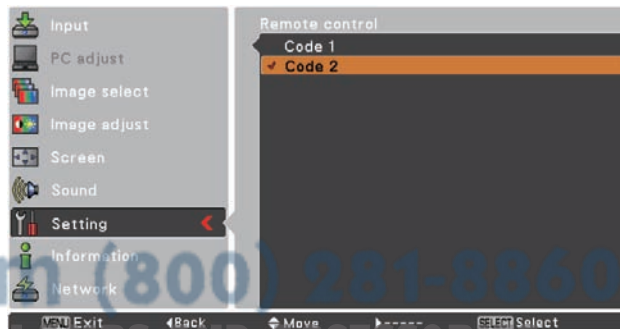 Input
PC adjust
Image select
Image adjust
Screen
Sound
Setting
Information
Network
Remote control
Code 1
Code 2
m (800) 281-8860
MENU Exit
Back
Move
-----
SELECT Select